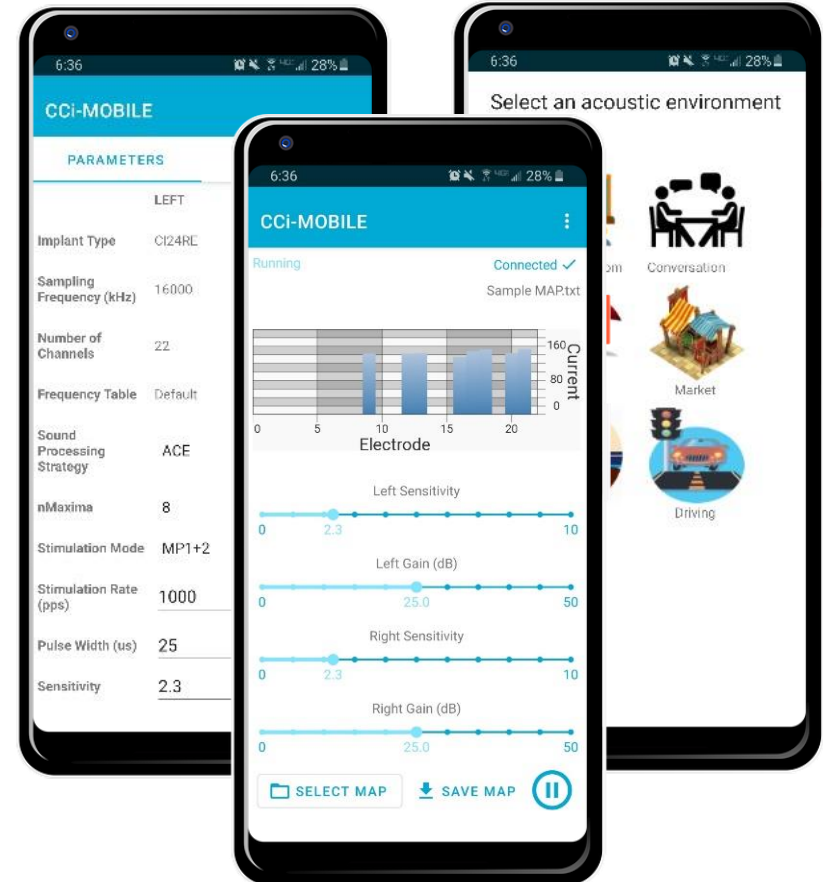 6:36
28%
CCi-MOBILE
PARAMETERS
LEFT
Implant Type CI24RE
Sampling
Frequency (kHz) 16000
Number of
Channels 22
Frequency Table Default
Sound
Processing
Strategy ACE
nMaxima 8
Stimulation Mode MP1+2
Stimulation Rate
(pps) 1000
Pulse Width (us) 25
Sensitivity 2.3
6:36
28%
CCi-MOBILE
Running
Connected
Sample MAP.txt
160
80
0
Current
0 5 10 15 20
Electrode
Left Sensitivity
0 2.3 10
Left Gain (dB)
0 25.0 50
Right Sensitivity
0 2.3 10
Right Gain (dB)
0 25.0 50
SELECT MAP SAVE MAP
6:36
28%
Select an acoustic environment
om Conversation
Market
Driving